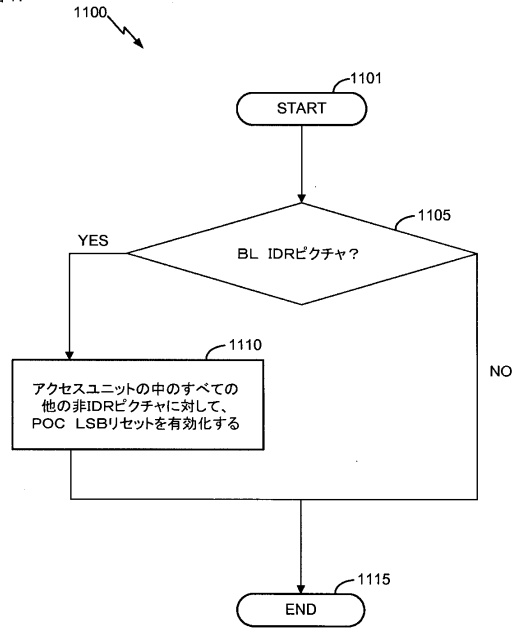 1100
1101
START
1105
YES
BL IDRピクチャ?
1110
NO
アクセスユニットの中のすべての
他の非IDRピクチャに対して、
POC LSBリセットを有効化する
1115
END